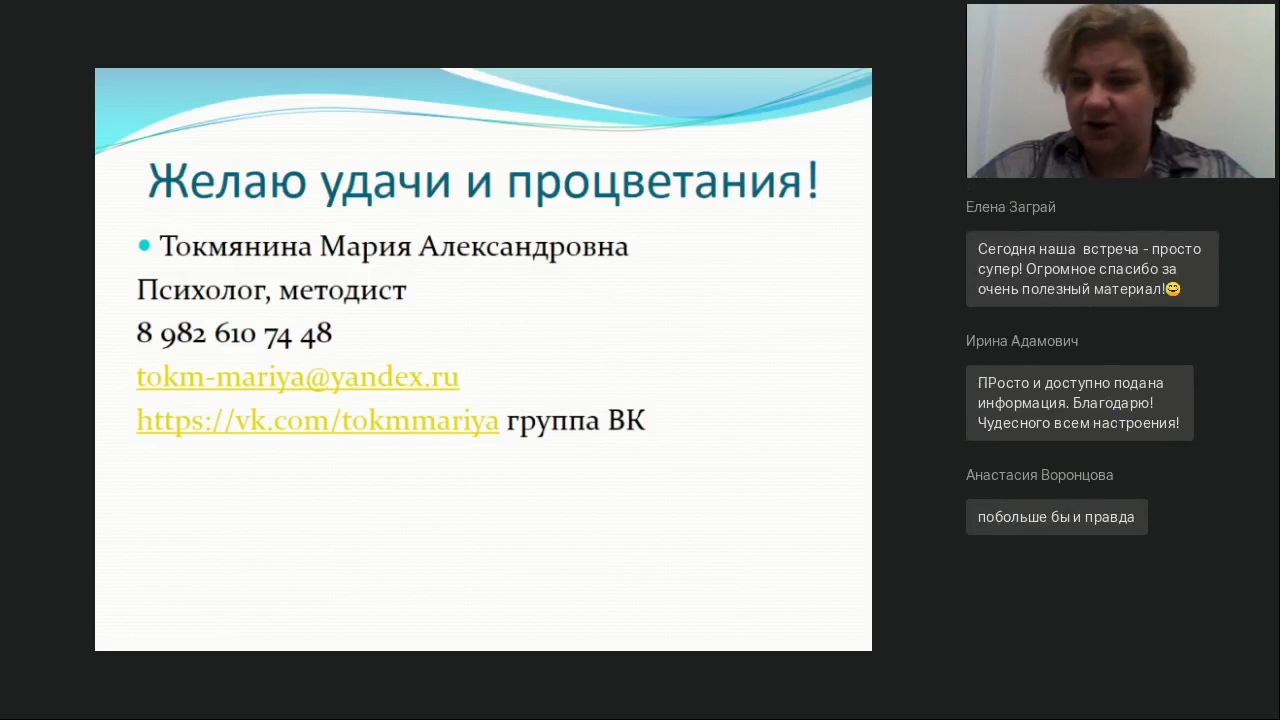 Желаю удачи и процветания!
Токмянина Мария Александровна
Психолог, методист
8 982 610 74 48
tokm-mariya@yandex.ru
https://vk.com/tokmmariya группа ВК
Елена Заграй
Сегодня наша встреча - просто
супер! Огромное спасибо за
очень полезный материал!😊
Ирина Адамович
ПРосто и доступно подана
информация. Благодарю!
Чудесного всем настроения!
Анастасия Воронцова
побольше бы и правда